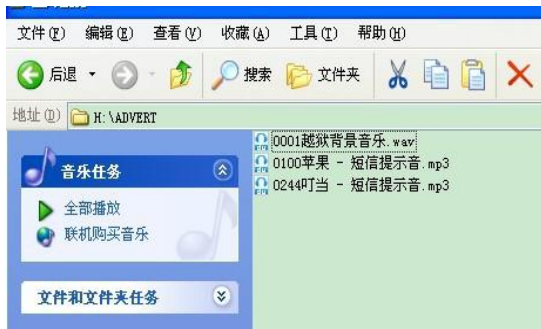 文件(F) 编辑(E) 查看(V) 收藏(A) 工具(T) 帮助(H)
后退 搜索 文件夹
地址(D) H:\ADVERT
0001越狱背景音乐.wav
0100苹果 - 短信提示音.mp3
0244叮当 - 短信提示音.mp3
音乐任务
全部播放
联机购买音乐
文件和文件夹任务